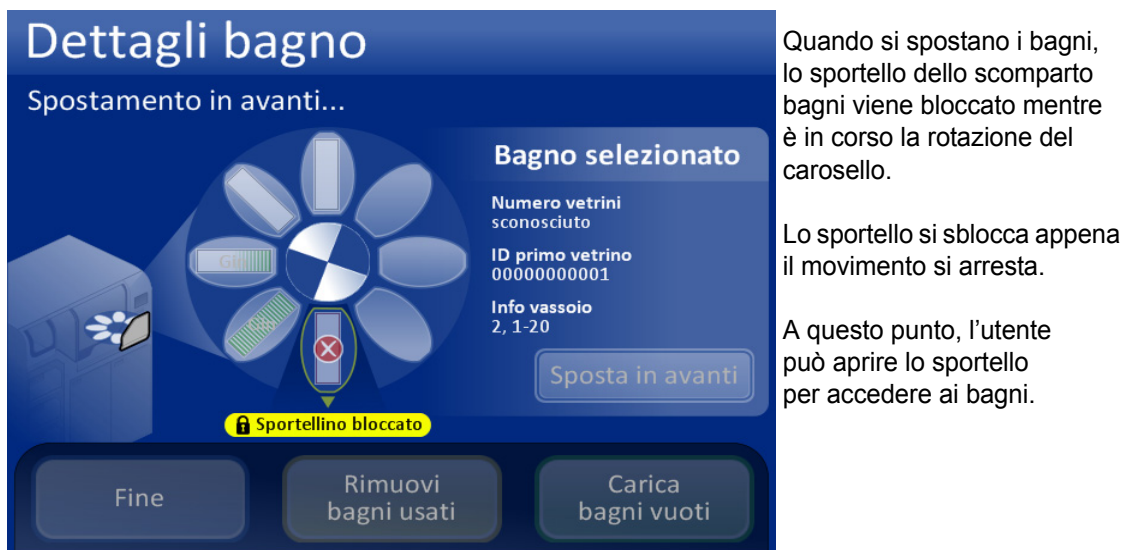 Dettagli bagno
Spostamento in avanti...
Bagno selezionato
Numero vetrini
sconosciuto
ID primo vetrino
00000000001
Info vassoio
2, 1-20
Sposta in avanti
Sportellino bloccato
Fine
Rimuovi
bagni usati
Carica
bagni vuoti
Quando si spostano i bagni,
lo sportello dello scomparto
bagni viene bloccato mentre
è in corso la rotazione del
carosello.
Lo sportello si sblocca appena
il movimento si arresta.
A questo punto, l’utente
può aprire lo sportello
per accedere ai bagni.